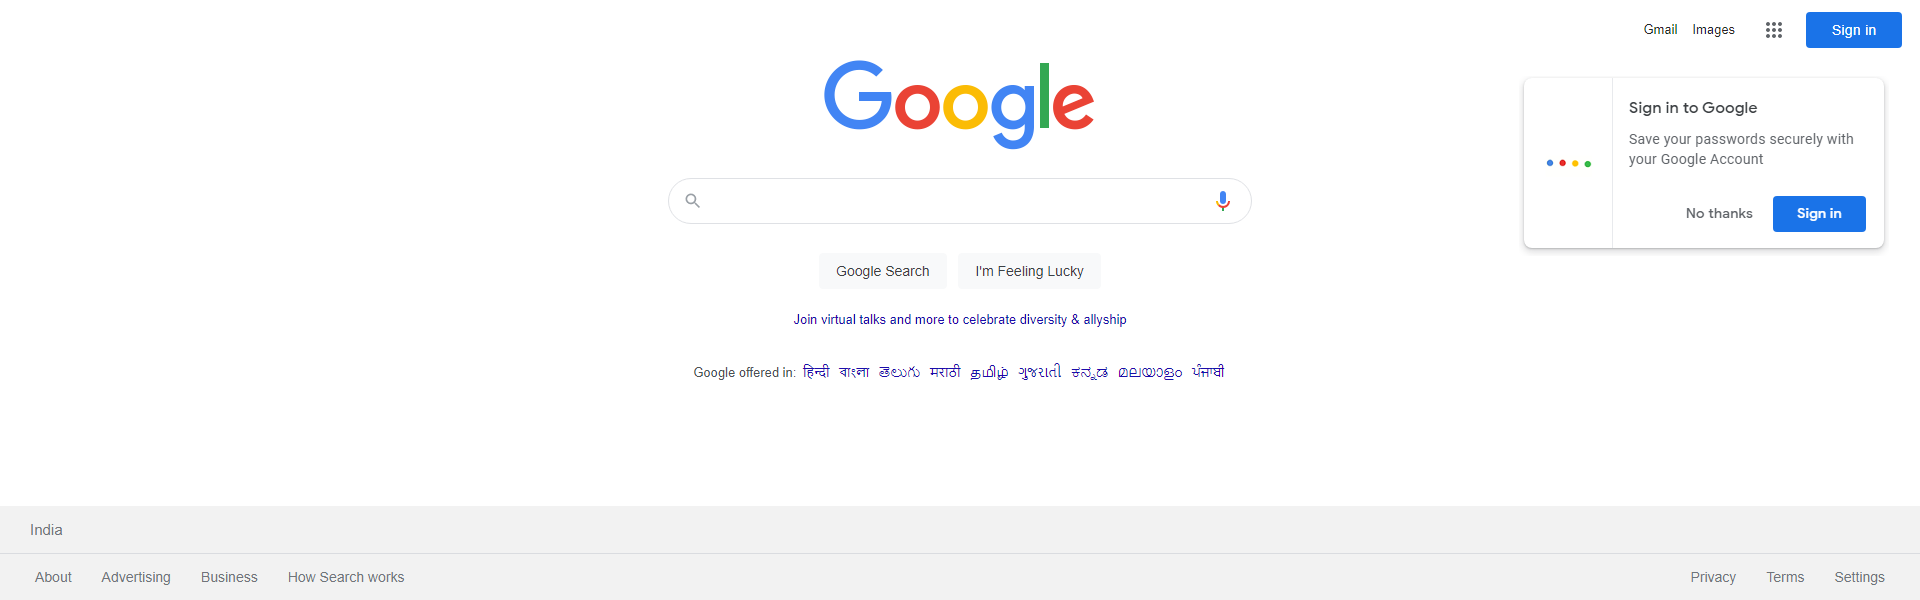 Gmail Images Sign in
Google
Sign in to Google
Save your passwords securely with
your Google Account
No thanks Sign in
Google Search I'm Feeling Lucky
Join virtual talks and more to celebrate diversity & allyship
Google offered in: हिन्दी বাংলা తెలుగు मराठी தமிழ் ગુજરાતી ಕನ್ನಡ മലയാളം ਪੰਜਾਬੀ
India
About Advertising Business How Search works Privacy Terms Settings